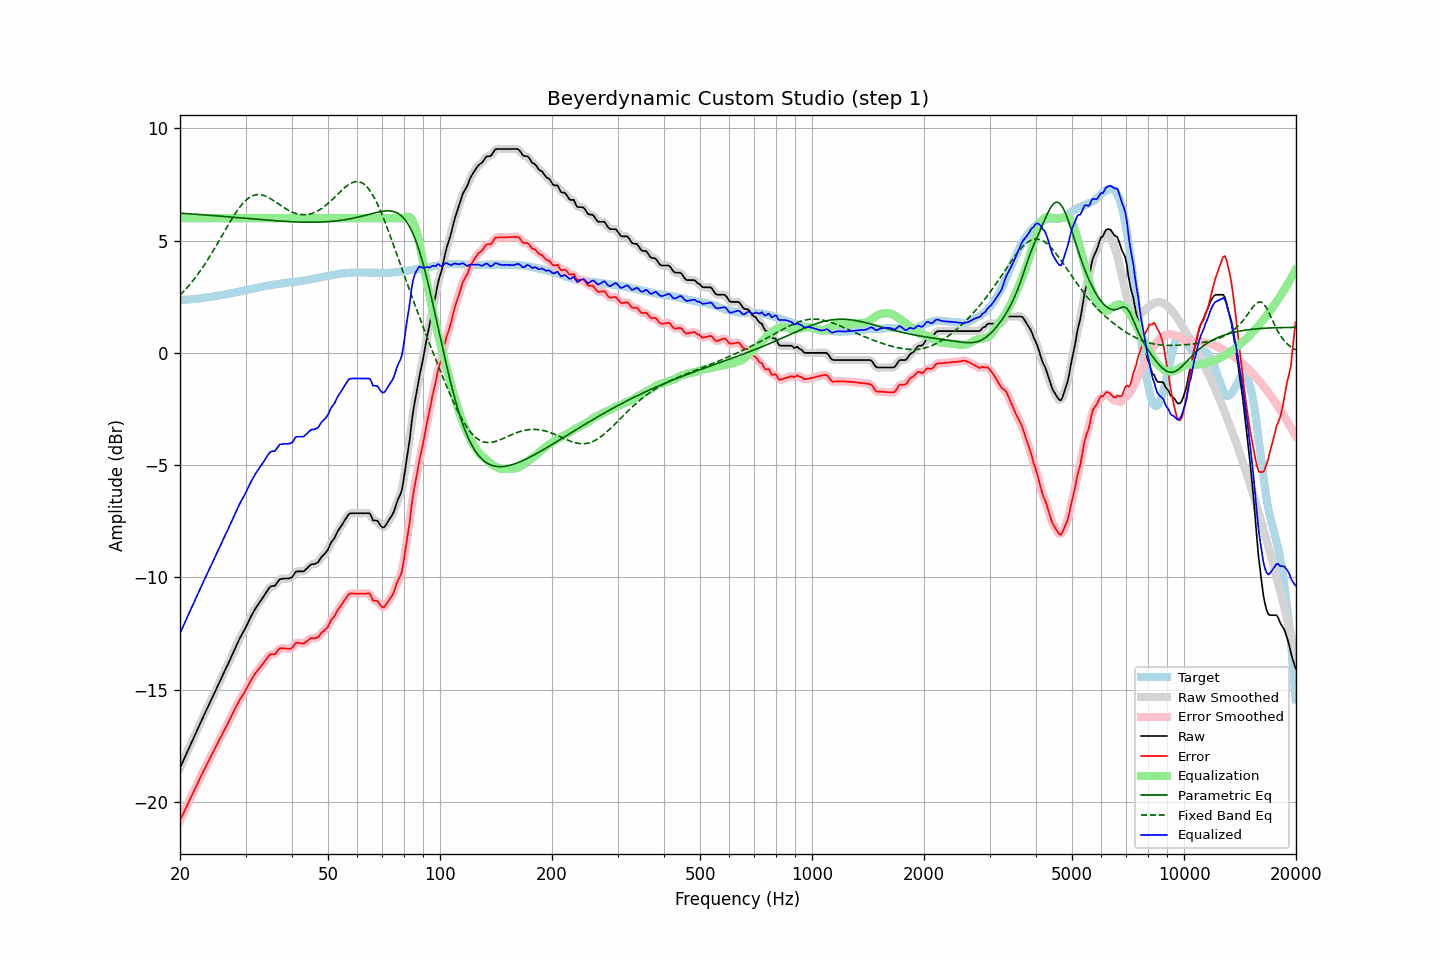 Beyerdynamic Custom Studio (step 1)
10
5
0
−5
−10
−15
−20
Amplitude (dBr)
20
50
100
200
500
1000
2000
5000
10000
20000
Frequency (Hz)
Target
Raw Smoothed
Error Smoothed
Raw
Error
Equalization
Parametric Eq
Fixed Band Eq
Equalized